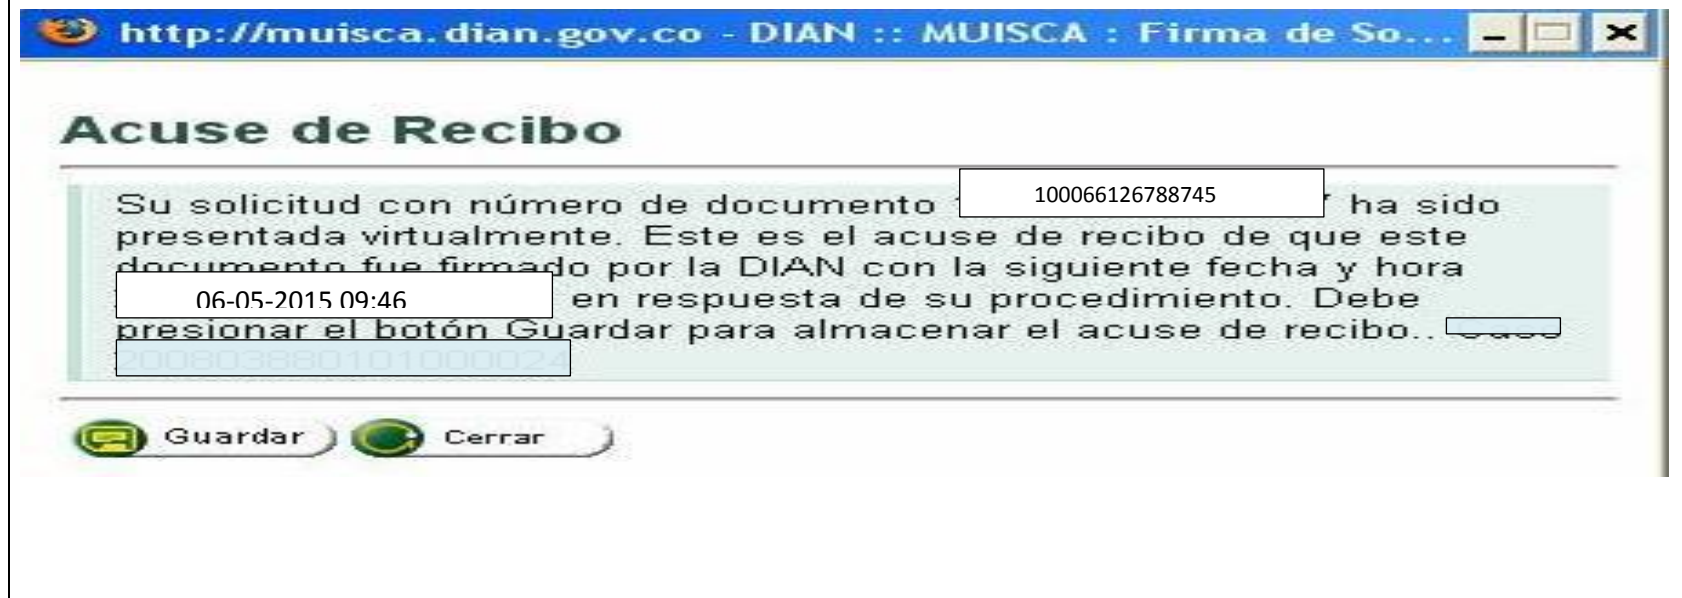 http://muisca.dian.gov.co - DIAN :: MUISCA : Firma de So...
Acuse de Recibo
Su solicitud con número de documento 100066126788745 ha sido
presentada virtualmente. Este es el acuse de recibo de que este
documento fue firmado por la DIAN con la siguiente fecha y hora
06-05-2015 09:46 en respuesta de su procedimiento. Debe
presionar el botón Guardar para almacenar el acuse de recibo..
20080388010100024
Guardar Cerrar